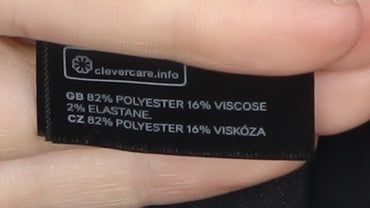 clevercare.info
GB 82% POLYESTER 16% VISCOSE
2% ELASTANE.
CZ 82% POLYESTER 16% VISKÓZA